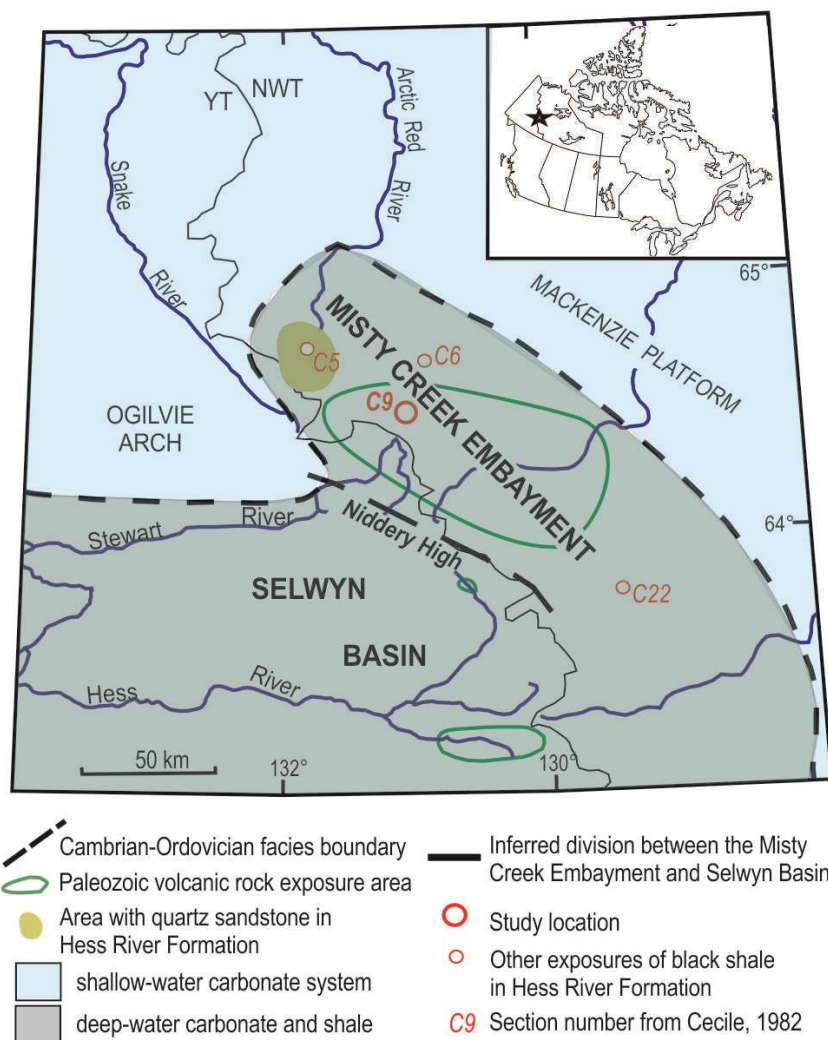 YT NWT
Arctic Red
River
Snake
River
65°
MACKENZIE PLATFORM
MISTY CREEK EMBAYMENT
C5
C6
C9
OGILVIE
ARCH
64°
Stewart
River
Niddery High
SELWYN
BASIN
C22
Hess
River
50 km
132°
130°
Cambrian-Ordovician facies boundary
Paleozoic volcanic rock exposure area
Area with quartz sandstone in
Hess River Formation
shallow-water carbonate system
deep-water carbonate and shale
Inferred division between the Misty
Creek Embayment and Selwyn Basin
Study location
Other exposures of black shale
in Hess River Formation
C9 Section number from Cecile, 1982